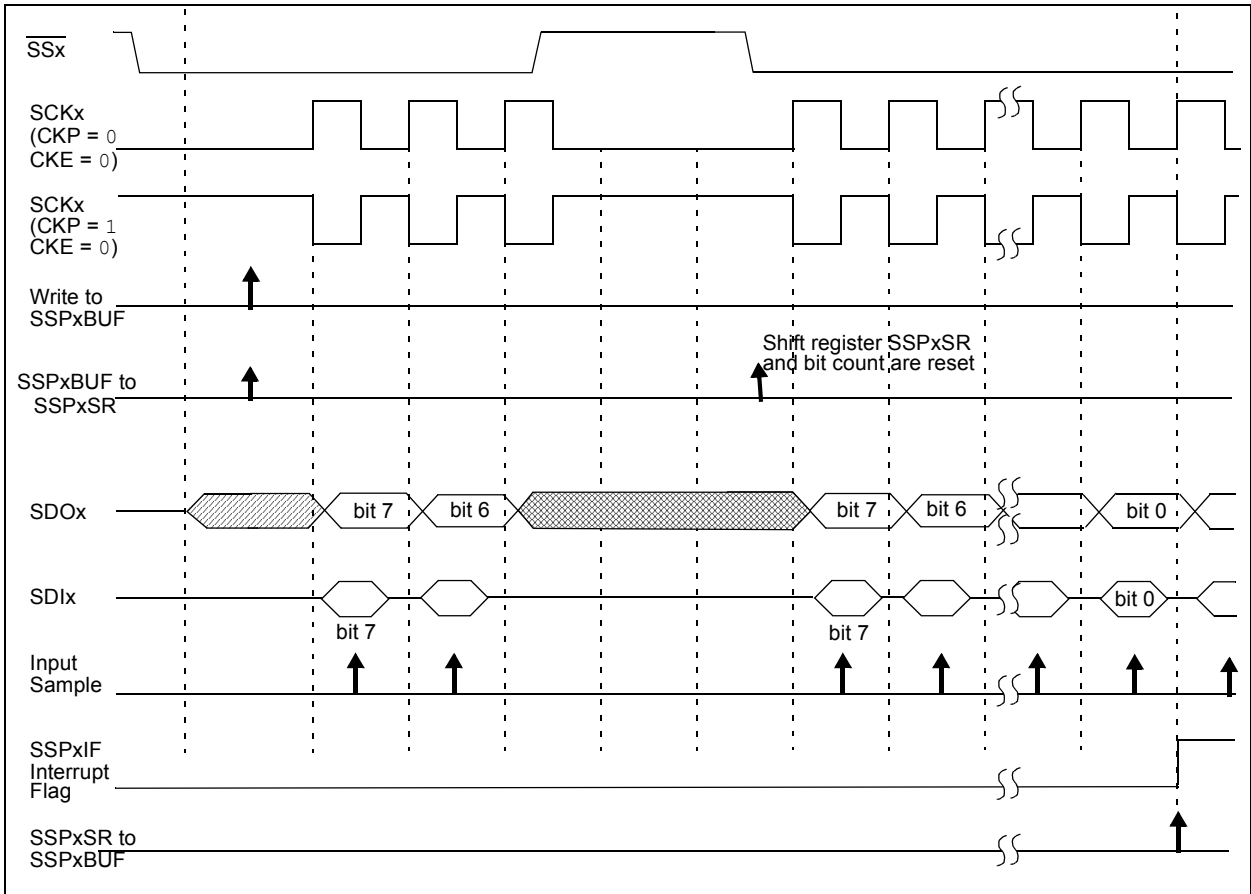 SSx
SCKx
(CKP = 0
CKE = 0)
SCKx
(CKP = 1
CKE = 0)
Write to
SSPxBUF
Shift register SSPxSR
and bit count are reset
SSPxBUF to
SSPxSR
SDOx
bit 7
bit 6
bit 7
bit 6
bit 0
SDIx
bit 0
bit 7
bit 7
Input
Sample
SSPxIF
Interrupt
Flag
SSPxSR to
SSPxBUF